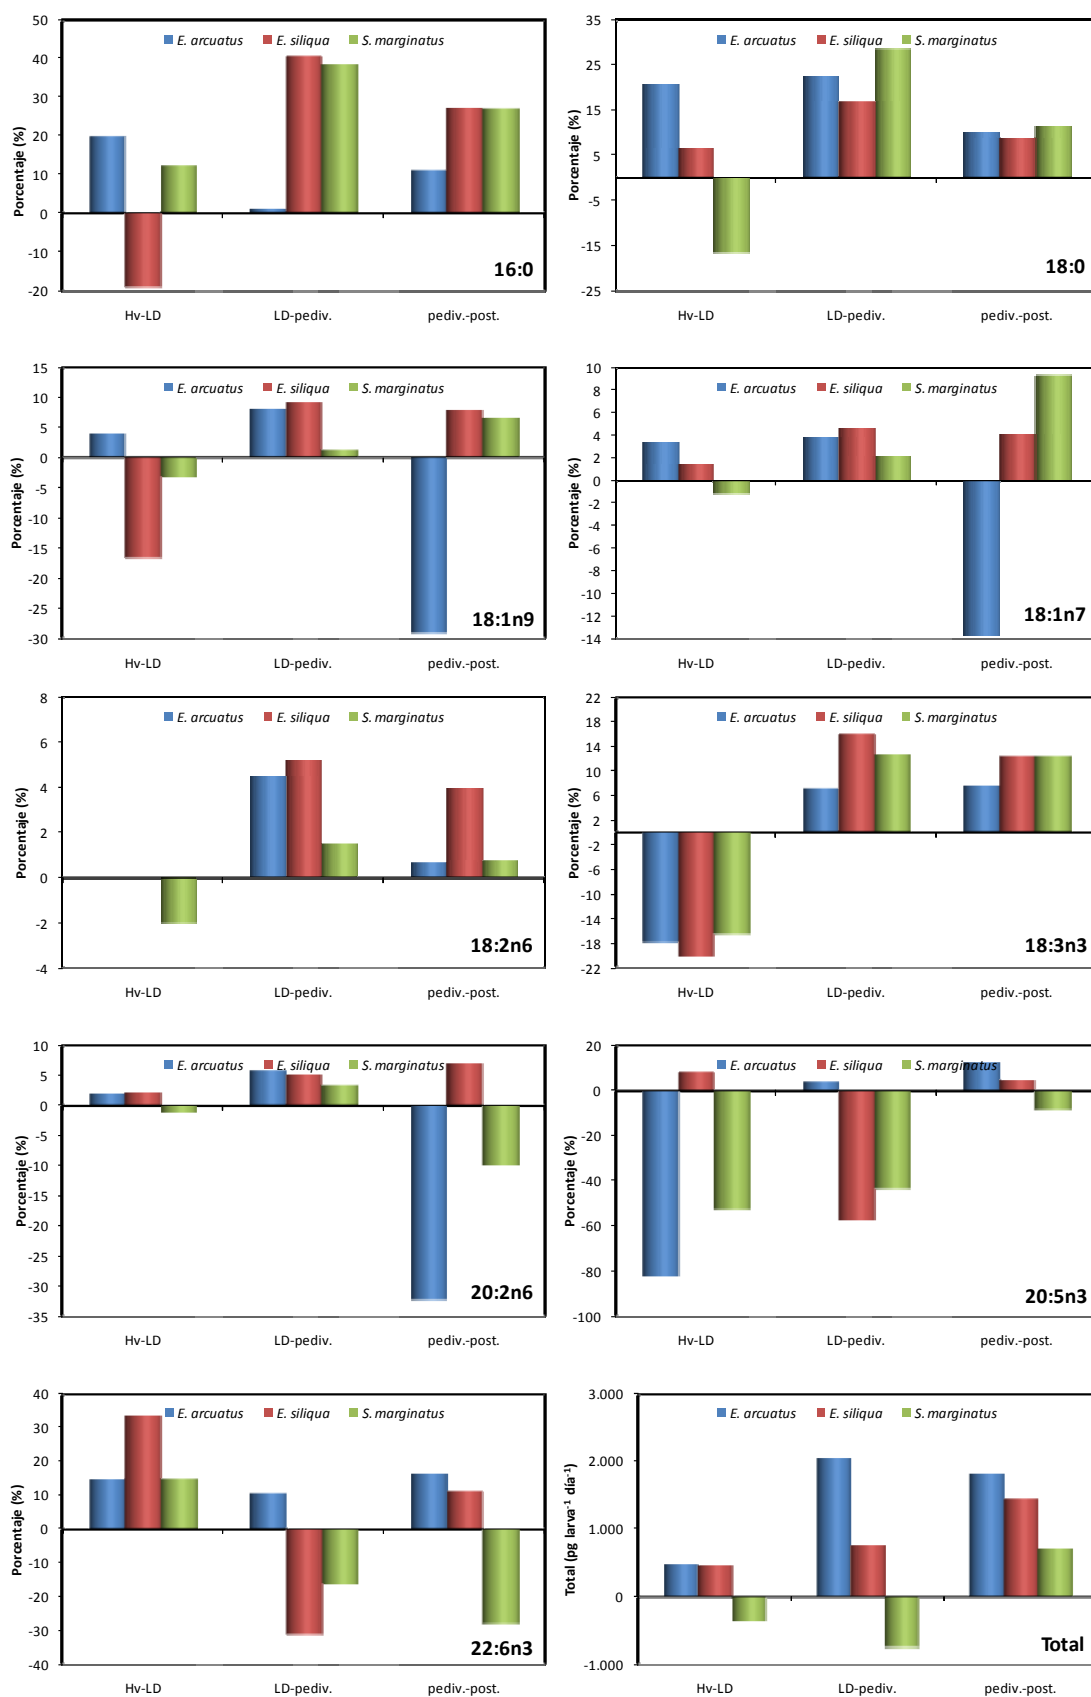 50
40
30
20
10
0
-10
-20
Porcentaje (%)
E. arcuatus E. siliqua S. marginatus
16:0
Hv-LD LD-pediv. pediv.-post.
35
25
15
5
-5
-15
-25
Porcentaje (%)
E. arcuatus E. siliqua S. marginatus
18:0
Hv-LD LD-pediv. pediv.-post.
15
10
5
0
-5
-10
-15
-20
-25
-30
Porcentaje (%)
E. arcuatus E. siliqua S. marginatus
18:1n9
Hv-LD LD-pediv. pediv.-post.
10
8
6
4
2
0
-2
-4
-6
-8
-10
-12
-14
Porcentaje (%)
E. arcuatus E. siliqua S. marginatus
18:1n7
Hv-LD LD-pediv. pediv.-post.
8
6
4
2
0
-2
-4
Porcentaje (%)
E. arcuatus E. siliqua S. marginatus
18:2n6
Hv-LD LD-pediv. pediv.-post.
22
18
14
10
6
2
-2
-6
-10
-14
-18
-22
Porcentaje (%)
E. arcuatus E. siliqua S. marginatus
18:3n3
Hv-LD LD-pediv. pediv.-post.
10
5
0
-5
-10
-15
-20
-25
-30
-35
Porcentaje (%)
E. arcuatus E. siliqua S. marginatus
20:2n6
Hv-LD LD-pediv. pediv.-post.
20
0
-20
-40
-60
-80
-100
Porcentaje (%)
E. arcuatus E. siliqua S. marginatus
20:5n3
Hv-LD LD-pediv. pediv.-post.
40
30
20
10
0
-10
-20
-30
-40
Porcentaje (%)
E. arcuatus E. siliqua S. marginatus
22:6n3
Hv-LD LD-pediv. pediv.-post.
3.000
2.000
1.000
0
-1.000
Total (pg larva⁻¹ día⁻¹)
E. arcuatus E. siliqua S. marginatus
Total
Hv-LD LD-pediv. pediv.-post.